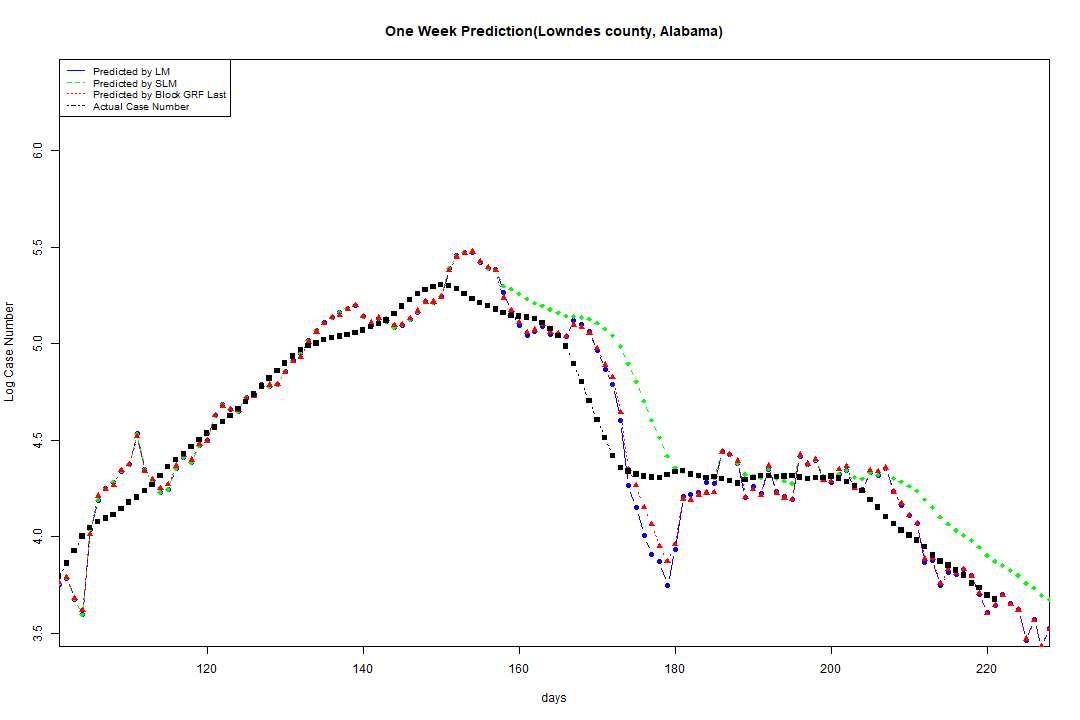 One Week Prediction(Lowndes county, Alabama)
Predicted by LM
Predicted by SLM
Predicted by Block GRF Last
Actual Case Number
6.0
5.5
5.0
4.5
4.0
3.5
Log Case Number
120 140 160 180 200 220
days